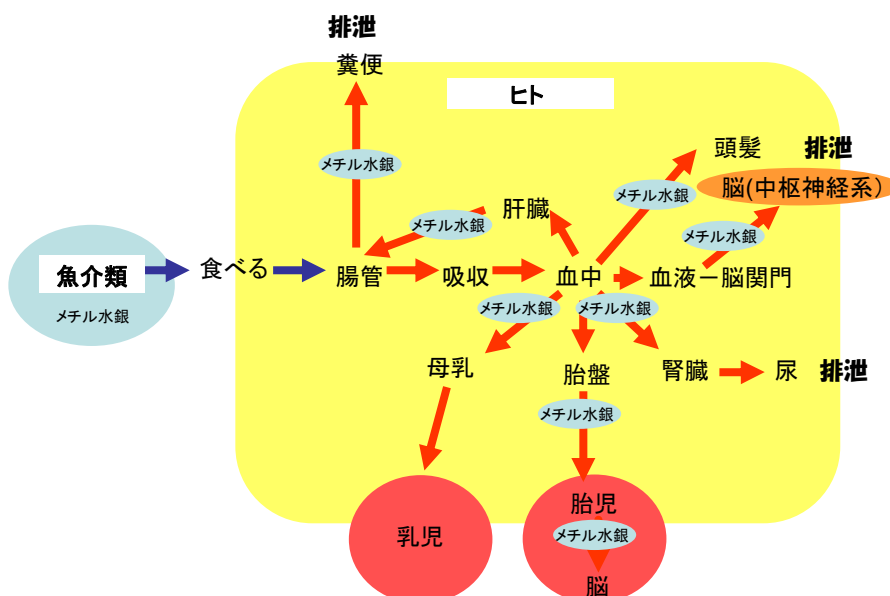 排泄
糞便
ヒト
メチル水銀
頭髪
排泄
メチル水銀
脳(中枢神経系)
肝臓
メチル水銀
メチル水銀
魚介類
メチル水銀
食べる
腸管
吸収
血中
血液－脳関門
メチル水銀
メチル水銀
母乳
胎盤
腎臓
尿
排泄
メチル水銀
乳児
胎児
メチル水銀
脳